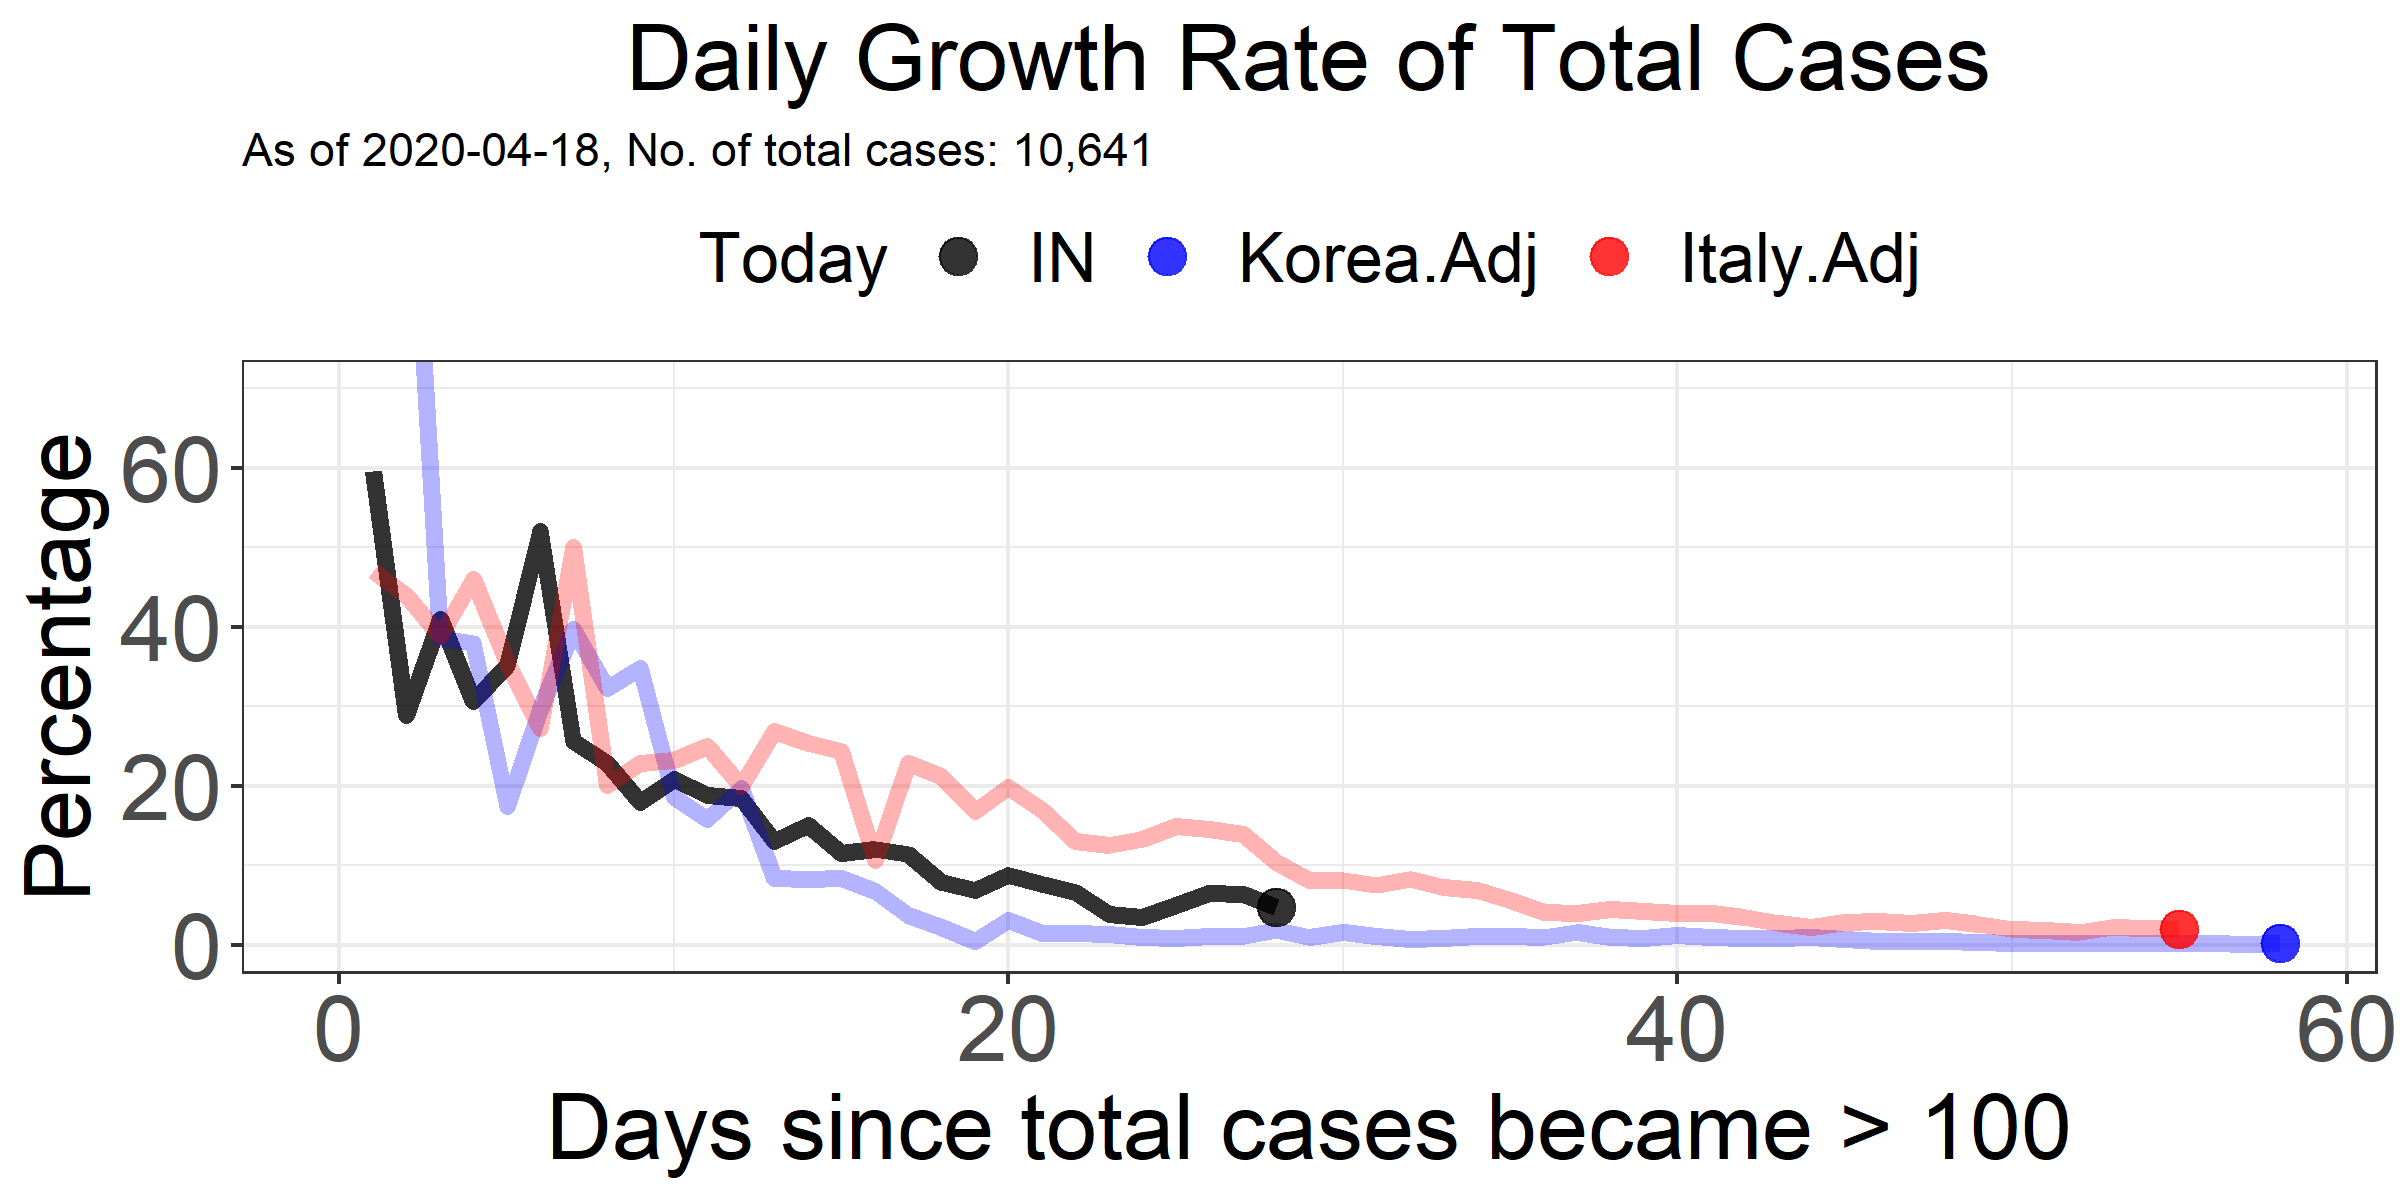 Daily Growth Rate of Total Cases
As of 2020-04-18, No. of total cases: 10,641
Today IN Korea.Adj Italy.Adj
Percentage
60
40
20
0
0 20 40 60
Days since total cases became > 100